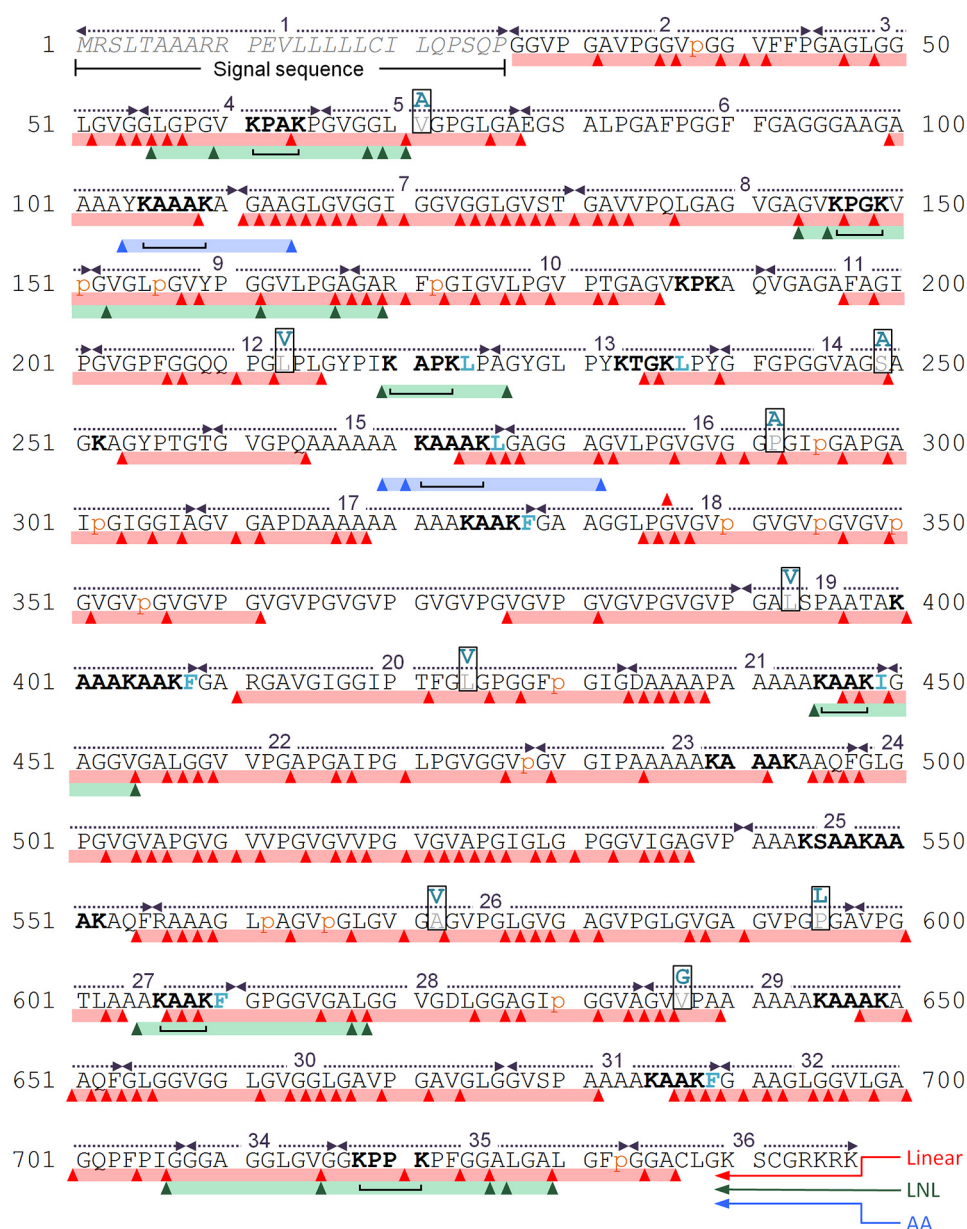 1
2
3
1 MRSLTAAARR PEVLLLLLCI LQPSQPGGVP GAVPGGVpGG VFFPGAGLGG 50
Signal sequence
A
4 5 6
51 LGVGGLGPGV KPAKPGVGGL VGPGLGAEGS ALPGAFPGGF FGAGGGAAGA 100
7 8
101 AAAYKAAAKA GAAGLGVGGI GGVGGLGVST GAVVPQLGAG VGAGVKPGKV 150
9 10 11
151 pGVGLpGVYP GGVLPGAGAR FpGIGVLPGV PTGAGVKPKA QVGAGAFAGI 200
V A
12 13 14
201 PGVGPFGGQQ PGLPLGYPIK APKLPAGYGL PYKTGKLPYG FGPGGVAGSA 250
A
15 16
251 GKAGYPTGTG VGPQAAAAAA KAAAKLGAGG AGVLPGVGVG GPGIpGAPGA 300
17 18
301 IpGIGGIAGV GAPDAAAAAA AAAKAAKFGA AGGLPGVGVp GVGVpGVGVp 350
V
19
351 GVGVpGVGVP GVGVPGVGVP GVGVPGVGVP GVGVPGVGVP GALSPAATAK 400
V
20 21
401 AAAKAAKFGA RGAVGIGGIP TFGLGPGGFp GIGDAAAAPA AAAAKAAKIG 450
22 23 24
451 AGGVGALGGV VPGAPGAIPG LPGVGGVpGV GIPAAAAAKA AAKAAQFGLG 500
25
501 PGVGVAPGVG VVPGVGVVPG VGVAPGIGLG PGGVIGAGVP AAAKSAAKAA 550
V L
26
551 AKAQFRAAAG LpAGVpGLGV GAGVPGLGVG AGVPGLGVGA GVPGPGAVPG 600
G
27 28 29
601 TLAAAKAAKF GPGGVGALGG VGDLGGAGIp GGVAGVVPAA AAAAKAAAKA 650
30 31 32
651 AQFGLGGVGG LGVGGLGAVP GAVGLGGVSP AAAAKAAKFG AAGLGGVLGA 700
34 35 36
701 GQPFPIGGGA GGLGVGGKPP KPFGGALGAL GFpGGACLGK SCGRKRK
Linear
LNL
AA